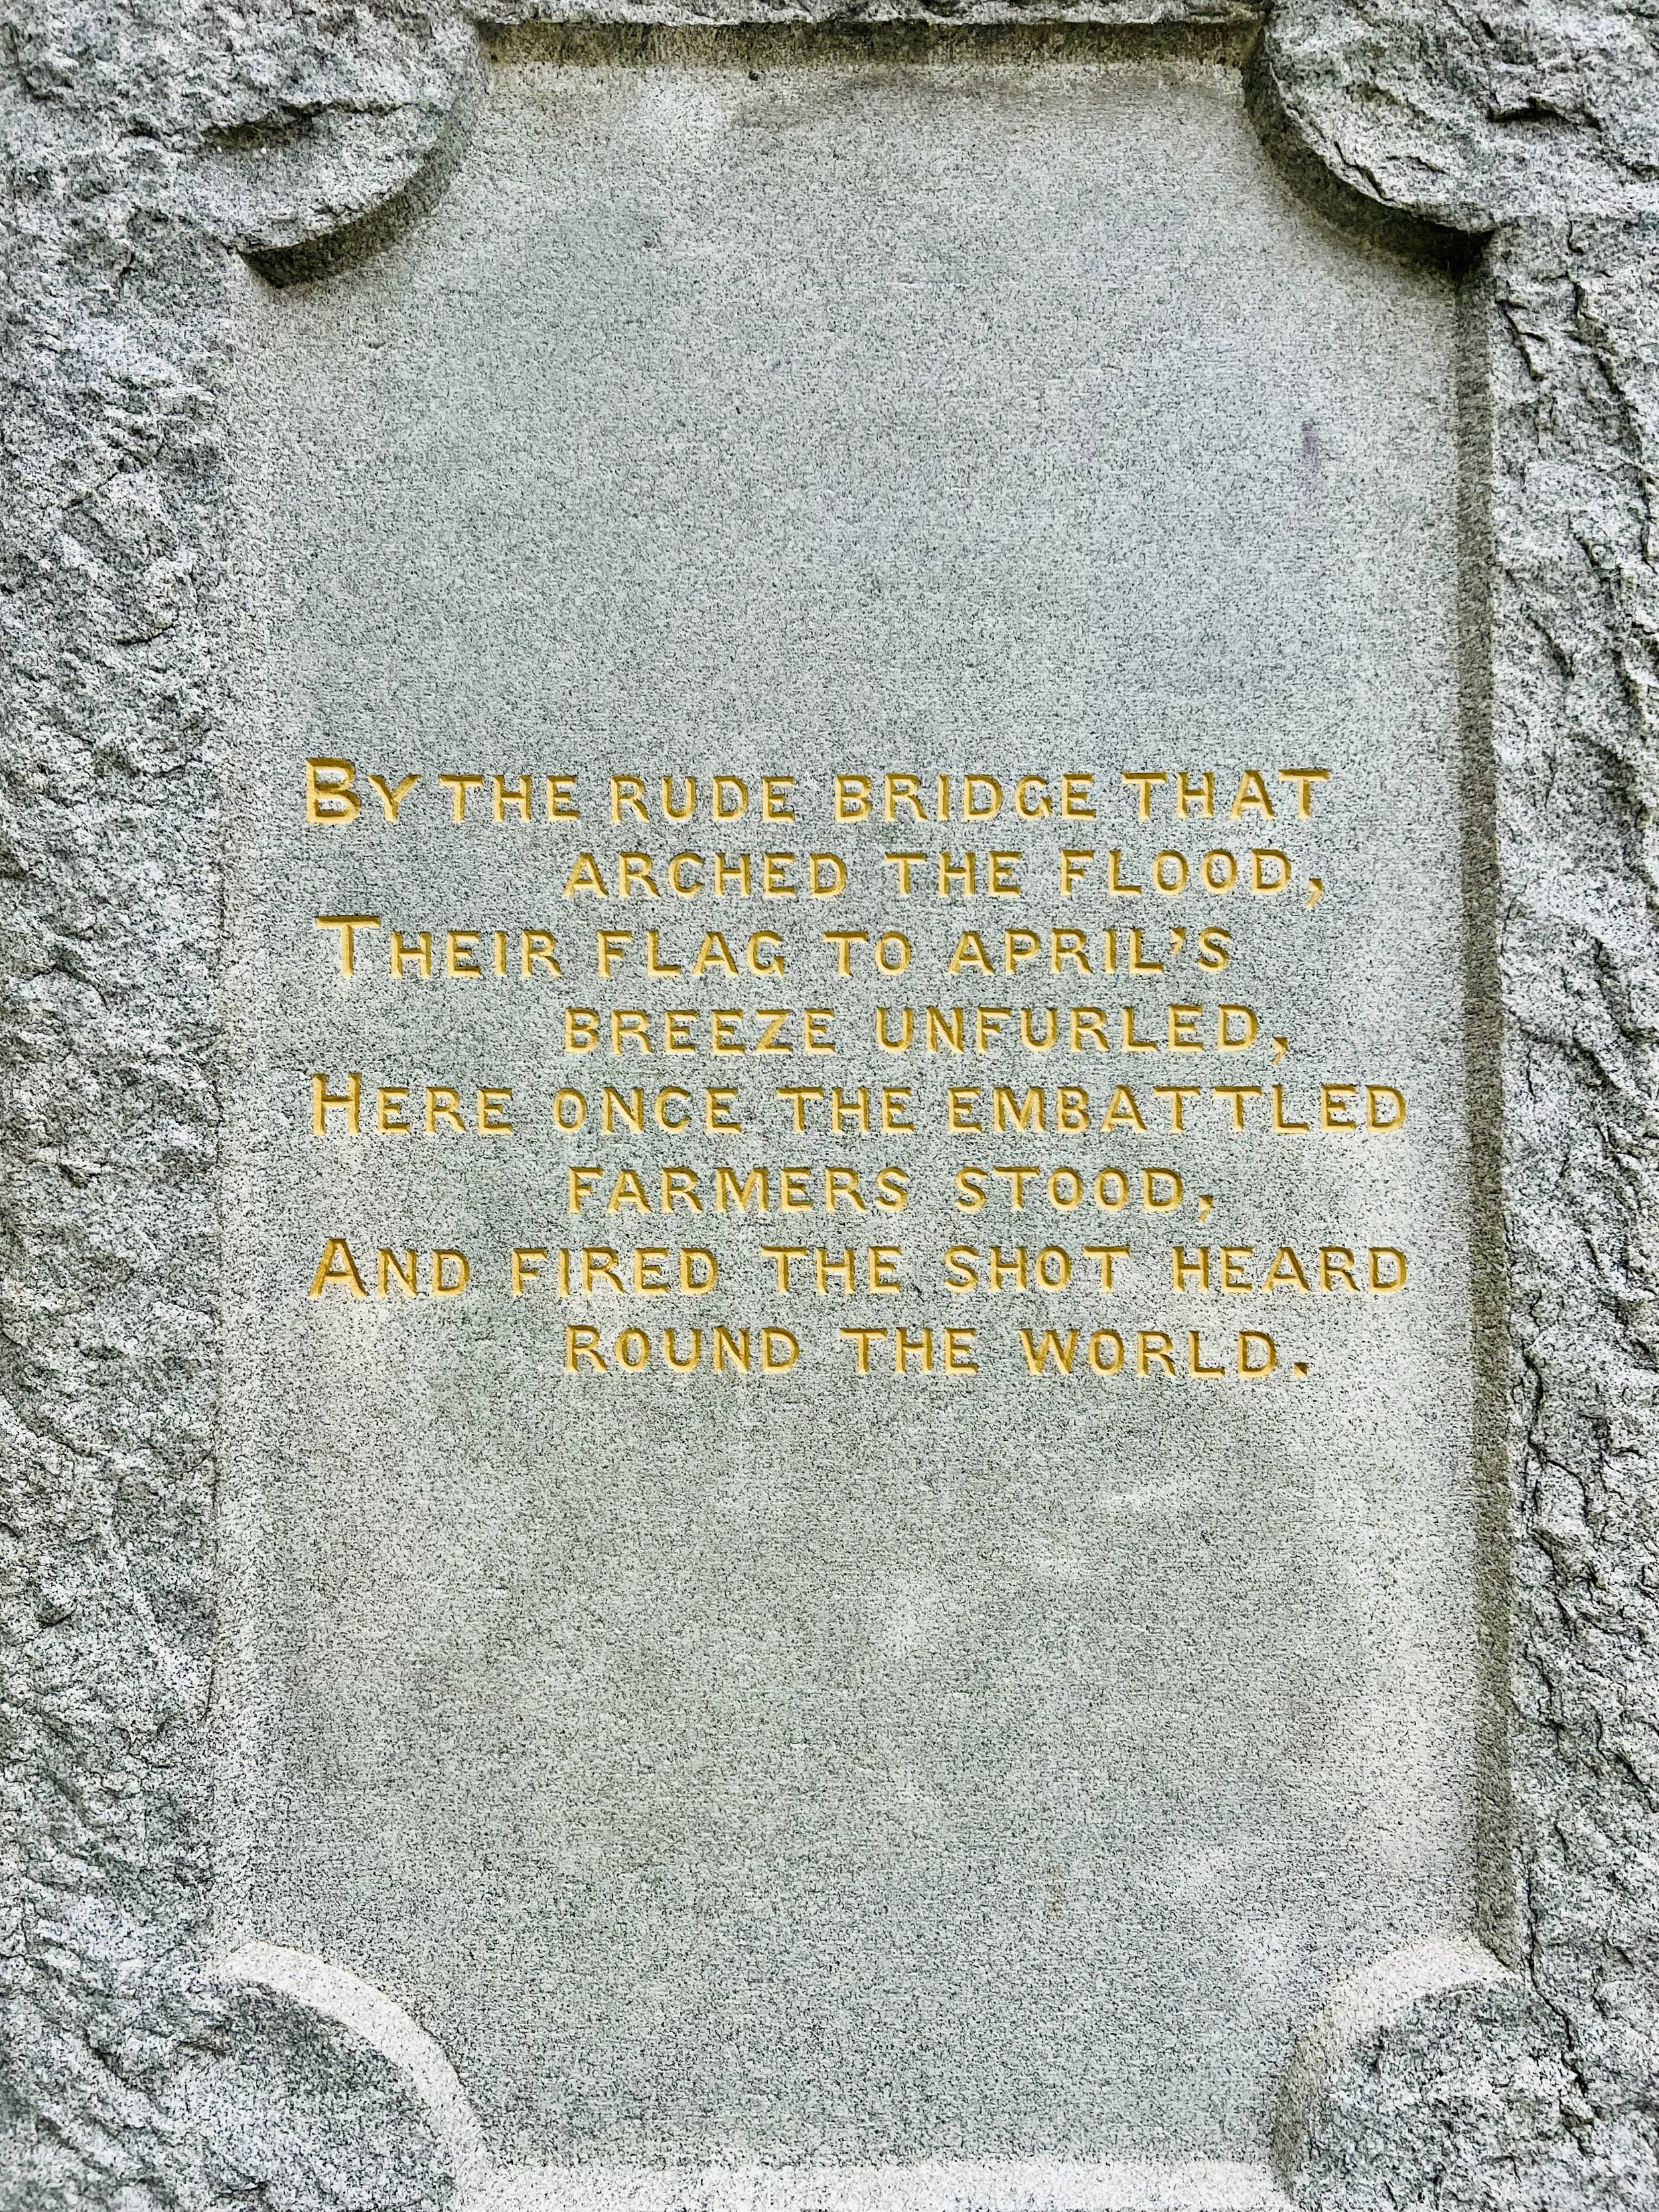 BY THE RUDE BRIDGE THAT
ARCHED THE FLOOD,
THEIR FLAG TO APRIL'S
BREEZE UNFURLED,
HERE ONCE THE EMBATTLED
FARMERS STOOD,
AND FIRED THE SHOT HEARD
ROUND THE WORLD.